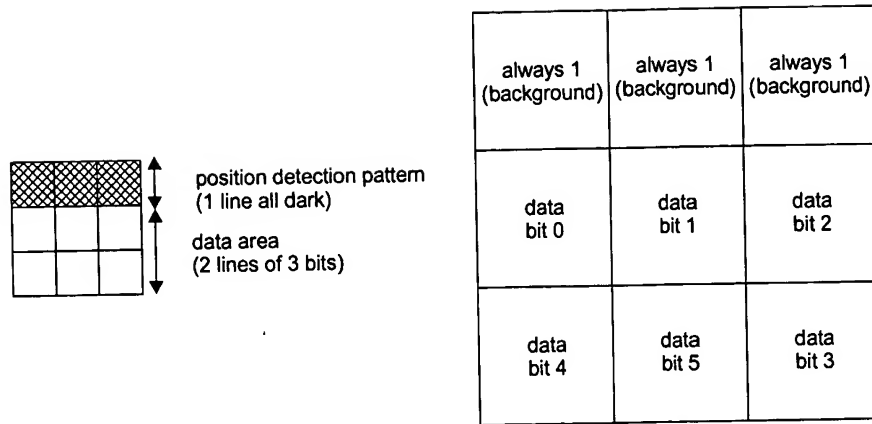 always 1
(background)
always 1
(background)
always 1
(background)
position detection pattern
(1 line all dark)
data area
(2 lines of 3 bits)
data
bit 0
data
bit 1
data
bit 2
data
bit 4
data
bit 5
data
bit 3